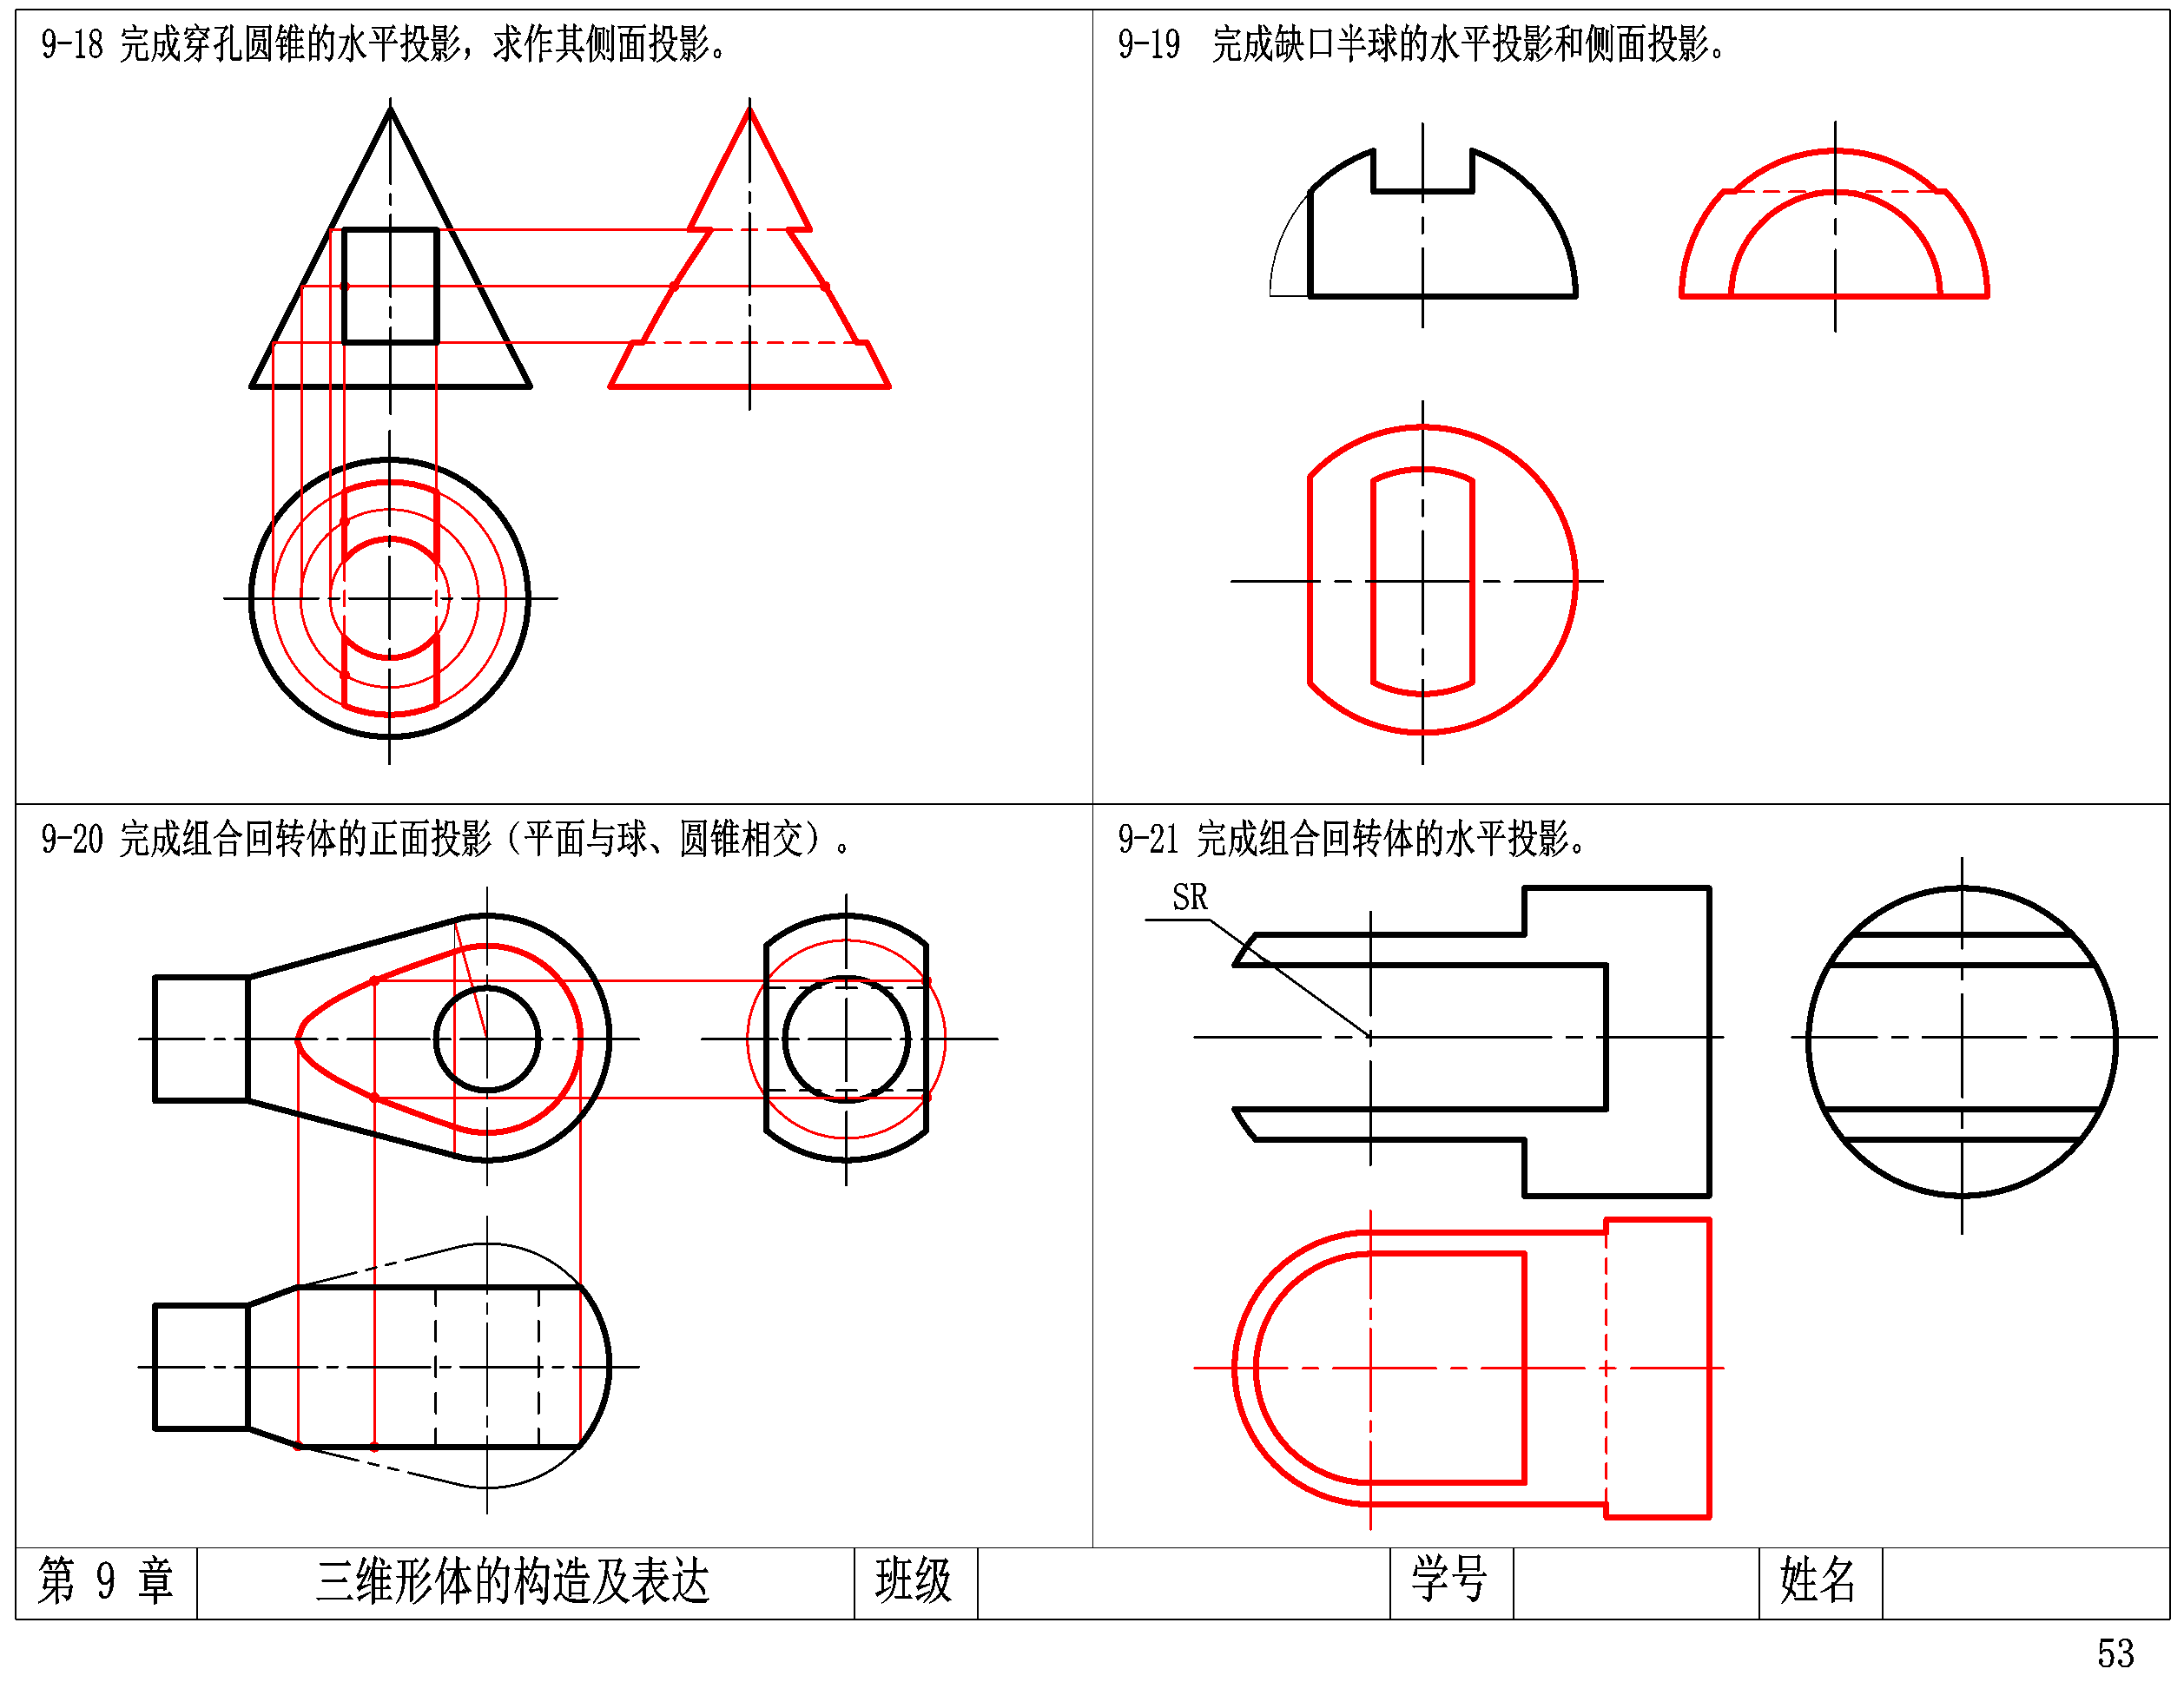 9-18 完成穿孔圆锥的水平投影，求作其侧面投影。
9-19 完成缺口半球的水平投影和侧面投影。
9-20 完成组合回转体的正面投影（平面与球、圆锥相交）。
9-21 完成组合回转体的水平投影。
SR
第 9 章 三维形体的构造及表达 班级 学号 姓名
53